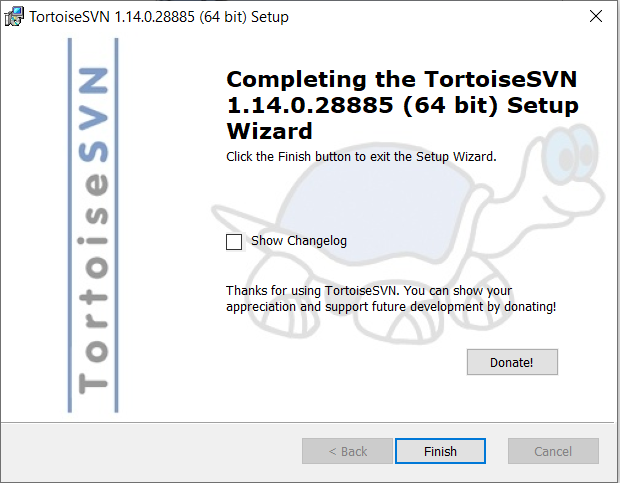 TortoiseSVN 1.14.0.28885 (64 bit) Setup
TortoiseSVN
Completing the TortoiseSVN
1.14.0.28885 (64 bit) Setup
Wizard
Click the Finish button to exit the Setup Wizard.
Show Changelog
Thanks for using TortoiseSVN. You can show your
appreciation and support future development by donating!
Donate!
< Back
Finish
Cancel